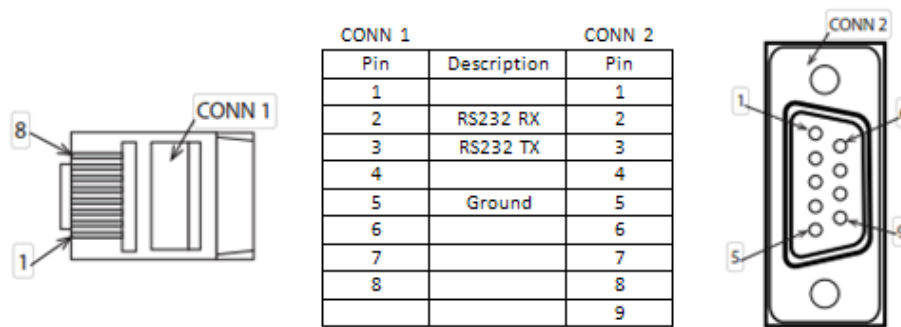 CONN 1 CONN 2
Pin Description Pin
1 1
2 RS232 RX 2
3 RS232 TX 3
4 4
5 Ground 5
6 6
7 7
8 8
9
8
CONN 1
1
CONN 2
1
5
9